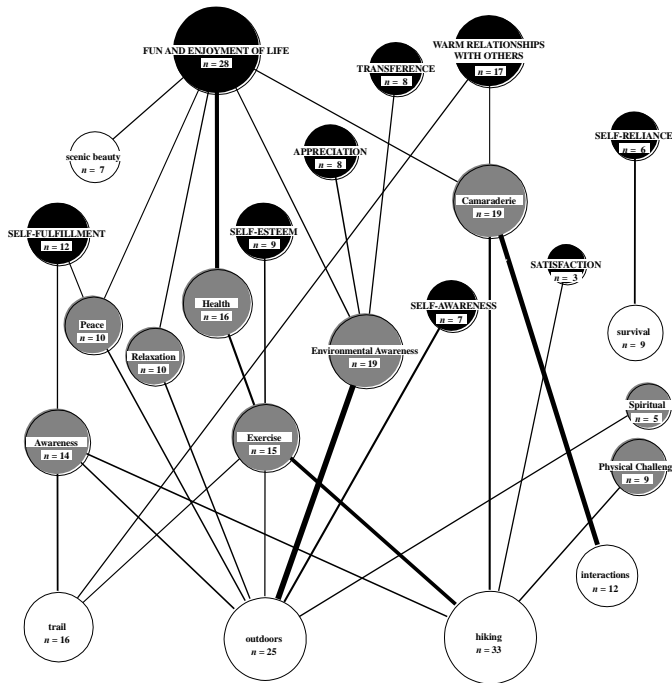 FUN AND ENJOYMENT OF LIFE
n = 28
WARM RELATIONSHIPS
WITH OTHERS
n = 17
TRANSFERENCE
n = 8
scenic beauty
n = 7
APPRECIATION
n = 8
SELF-RELIANCE
n = 6
Camaraderie
n = 19
SELF-FULFILLMENT
n = 12
SELF-ESTEEM
n = 9
SATISFACTION
n = 3
Health
n = 16
SELF-AWARENESS
n = 7
Peace
n = 10
Relaxation
n = 10
Environmental Awareness
n = 19
survival
n = 9
Spiritual
n = 5
Awareness
n = 14
Exercise
n = 15
Physical Challeng
n = 9
interactions
n = 12
trail
n = 16
outdoors
n = 25
hiking
n = 33